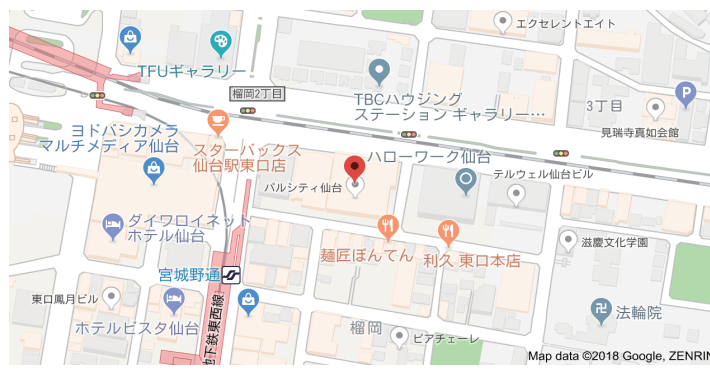 エクセレントエイト
TFUギャラリー
榴岡2丁目
TBCハウジング
ステーション ギャラリー…
3丁目
見瑞寺真如会館
P
ヨドバシカメラ
マルチメディア仙台
スターバックス
仙台駅東口店
ハローワーク仙台
テルウェル仙台ビル
パルシティ仙台
ダイワロイネット
ホテル仙台
麺匠ぼんてん
利久 東口本店
滋慶文化学園
宮城野通
東口鳳月ビル
ホテルビスタ仙台
地下鉄東西線
榴岡
法輪院
ピアチェーレ
Map data ©2018 Google, ZENRIN